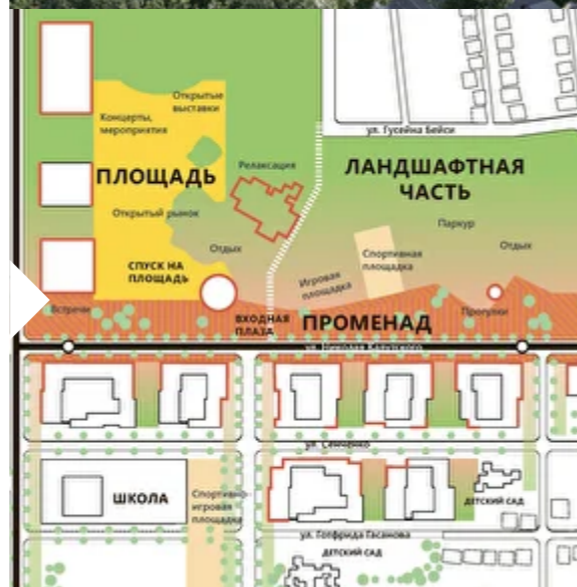 Открытые
выставки
Концерты,
мероприятия
ул. Гусейна Бейси
ПЛОЩАДЬ
Релаксация
ЛАНДШАФТНАЯ
ЧАСТЬ
Открытый рынок
Паркур
Отдых
Отдых
Спортивная
площадка
СПУСК НА
ПЛОЩАДЬ
Игровая
площадка
Встречи
ВХОДНАЯ
ПЛАЗА
ПРОМЕНАД
Прогулки
ул. Николая
ул. Семченко
ШКОЛА
Спортивно-
игровая
площадка
ДЕТСКИЙ САД
ул. Готфрида Гасанова
ДЕТСКИЙ САД